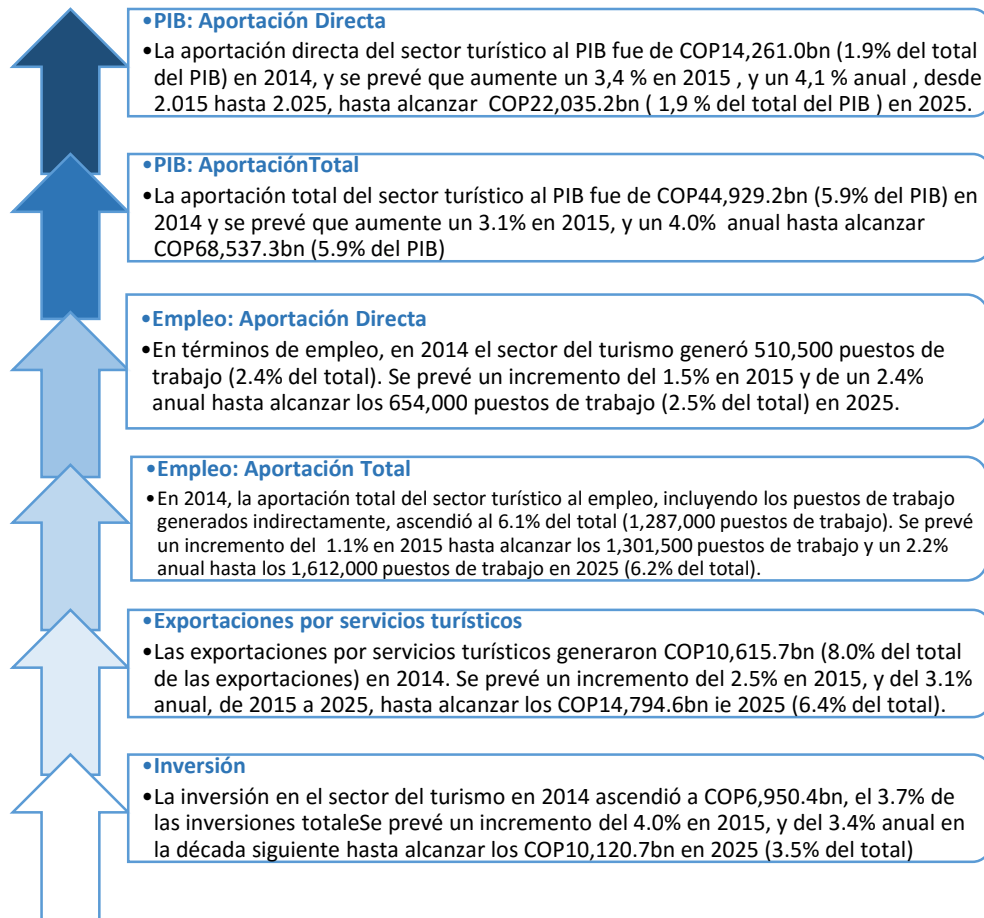 •PIB: Aportación Directa
•La aportación directa del sector turístico al PIB fue de COP14,261.0bn (1.9% del total
del PIB) en 2014, y se prevé que aumente un 3,4 % en 2015 , y un 4,1 % anual , desde
2.015 hasta 2.025, hasta alcanzar COP22,035.2bn ( 1,9 % del total del PIB ) en 2025.
•PIB: AportaciónTotal
•La aportación total del sector turístico al PIB fue de COP44,929.2bn (5.9% del PIB) en
2014 y se prevé que aumente un 3.1% en 2015, y un 4.0% anual hasta alcanzar
COP68,537.3bn (5.9% del PIB)
•Empleo: Aportación Directa
•En términos de empleo, en 2014 el sector del turismo generó 510,500 puestos de
trabajo (2.4% del total). Se prevé un incremento del 1.5% en 2015 y de un 2.4%
anual hasta alcanzar los 654,000 puestos de trabajo (2.5% del total) en 2025.
•Empleo: Aportación Total
•En 2014, la aportación total del sector turístico al empleo, incluyendo los puestos de trabajo
generados indirectamente, ascendió al 6.1% del total (1,287,000 puestos de trabajo). Se prevé
un incremento del 1.1% en 2015 hasta alcanzar los 1,301,500 puestos de trabajo y un 2.2%
anual hasta los 1,612,000 puestos de trabajo en 2025 (6.2% del total).
•Exportaciones por servicios turísticos
•Las exportaciones por servicios turísticos generaron COP10,615.7bn (8.0% del total
de las exportaciones) en 2014. Se prevé un incremento del 2.5% en 2015, y del 3.1%
anual, de 2015 a 2025, hasta alcanzar los COP14,794.6bn ie 2025 (6.4% del total).
•Inversión
•La inversión en el sector del turismo en 2014 ascendió a COP6,950.4bn, el 3.7% de
las inversiones totaleSe prevé un incremento del 4.0% en 2015, y del 3.4% anual en
la década siguiente hasta alcanzar los COP10,120.7bn en 2025 (3.5% del total)